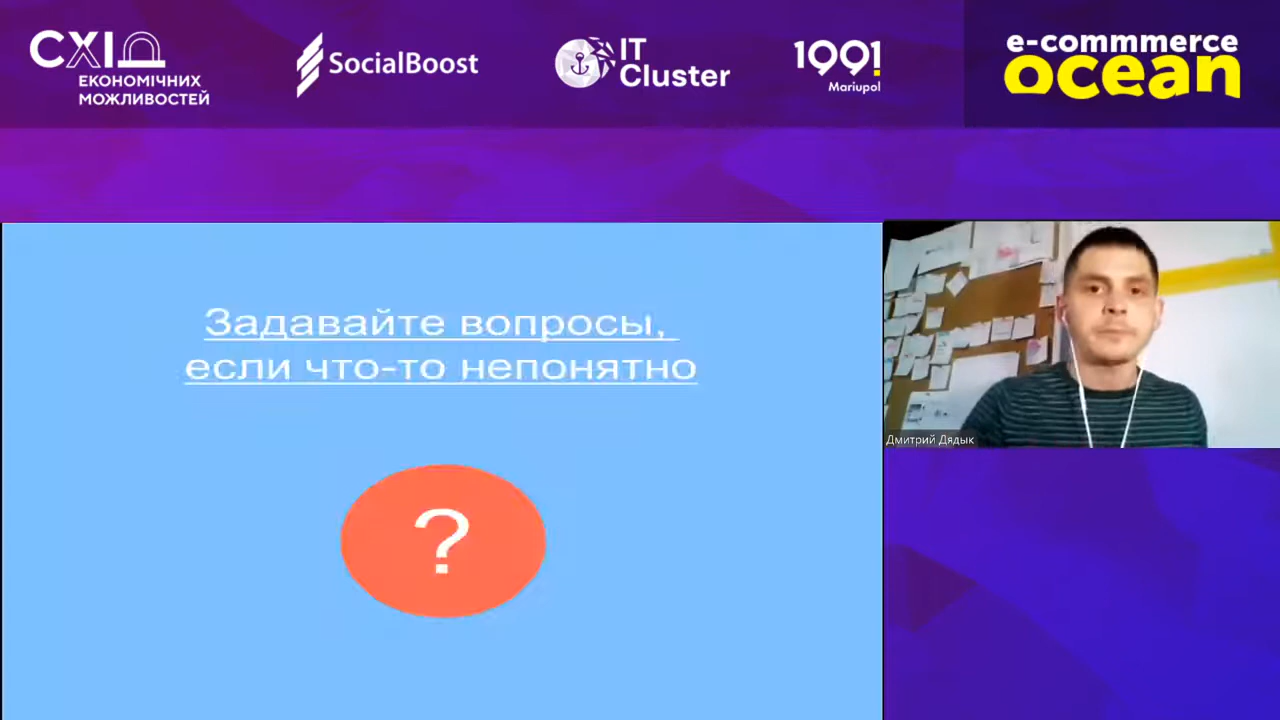 СХІД
ЕКОНОМІЧНИХ
МОЖЛИВОСТЕЙ
SocialBoost
IT
Cluster
1991
Mariupol
e-commmerce
ocean
Задавайте вопросы,
если что-то непонятно
?
Дмитрий Дядык